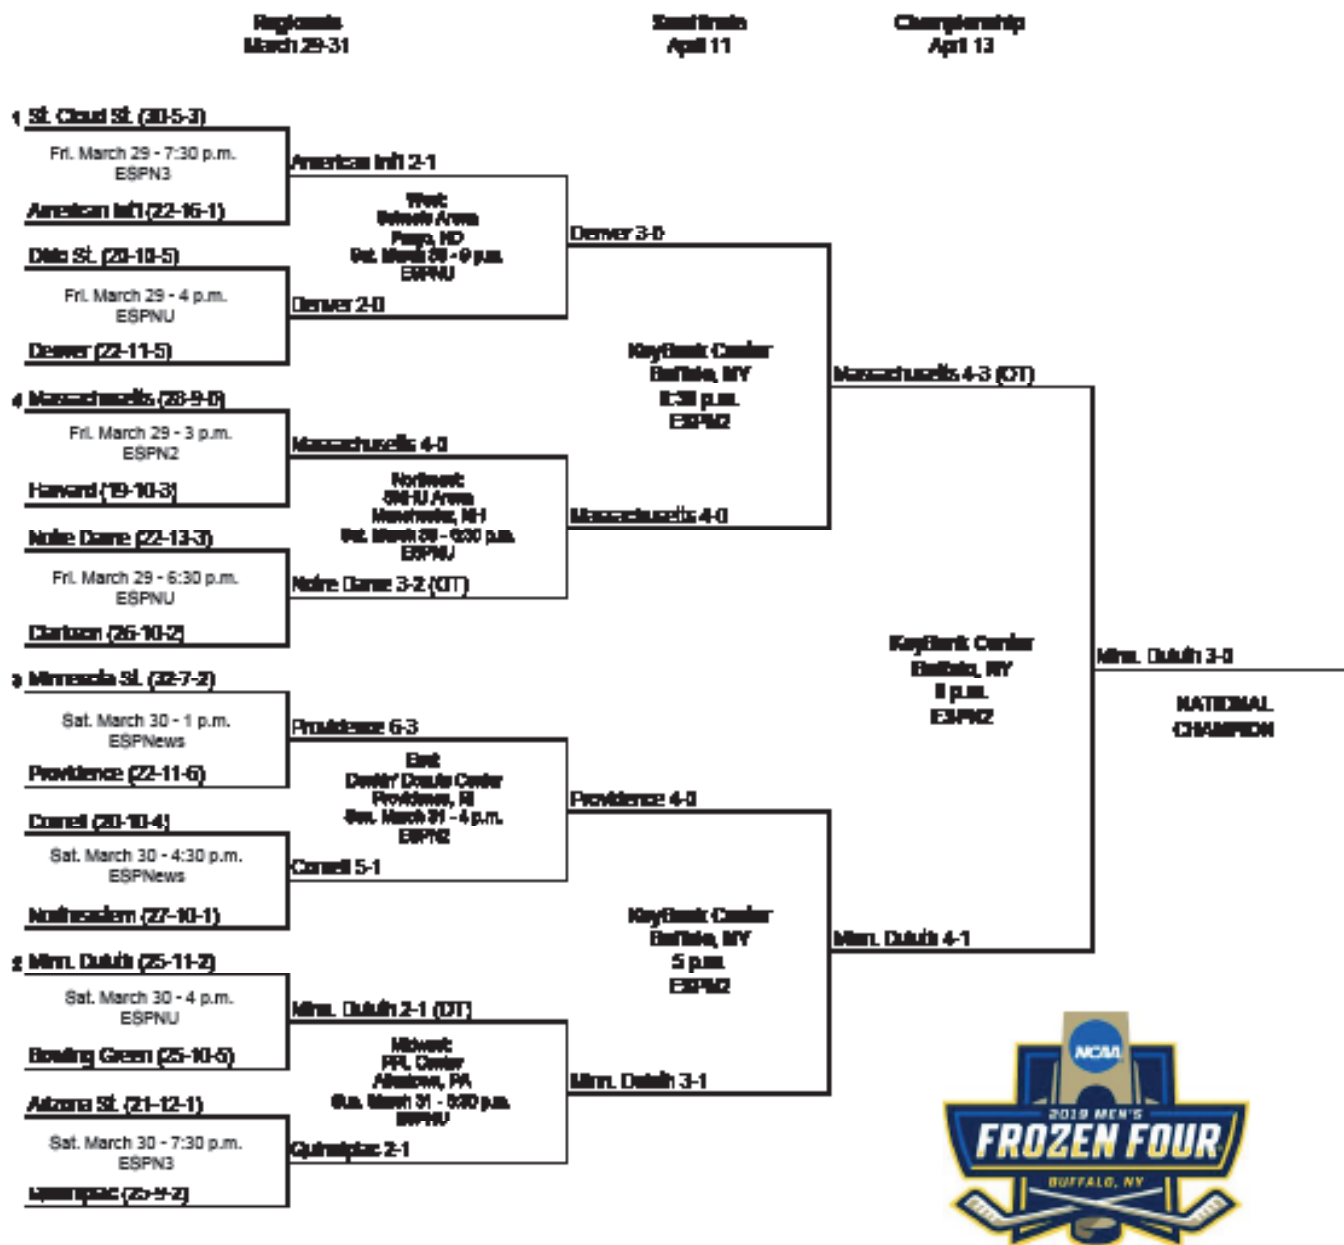 Regionals
March 29-31
Semifinals
April 11
Championship
April 13
1 St. Cloud St. (30-5-3)
Fri. March 29 - 7:30 p.m.
ESPN3
American Int'l (22-16-1)
Ohio St. (20-10-5)
Fri. March 29 - 4 p.m.
ESPNU
Denver (22-11-5)
4 Massachusetts (28-9-0)
Fri. March 29 - 3 p.m.
ESPN2
Harvard (19-10-3)
Notre Dame (22-13-3)
Fri. March 29 - 6:30 p.m.
ESPNU
Clarkson (26-10-2)
3 Minnesota St. (32-7-2)
Sat. March 30 - 1 p.m.
ESPNews
Providence (22-11-6)
Cornell (20-10-4)
Sat. March 30 - 4:30 p.m.
ESPNews
Northeastern (27-10-1)
2 Minn. Duluth (25-11-2)
Sat. March 30 - 4 p.m.
ESPNU
Bowling Green (25-10-5)
Arizona St. (21-12-1)
Sat. March 30 - 7:30 p.m.
ESPN3
Quinnipiac (25-9-2)
American Int'l 2-1
West:
Scheels Arena
Fargo, ND
Sat. March 30 - 9 p.m.
ESPNU
Denver 2-0
Massachusetts 4-0
Northeast:
SNHU Arena
Manchester, NH
Sat. March 30 - 6:30 p.m.
ESPNU
Notre Dame 3-2 (OT)
Providence 6-3
East:
Dunkin' Donuts Center
Providence, RI
Sun. March 31 - 4 p.m.
ESPN2
Cornell 5-1
Minn. Duluth 2-1 (OT)
Midwest:
PPL Center
Allentown, PA
Sun. March 31 - 6:30 p.m.
ESPNU
Quinnipiac 2-1
Denver 3-0
KeyBank Center
Buffalo, NY
8:30 p.m.
ESPN2
Massachusetts 4-0
Providence 4-0
KeyBank Center
Buffalo, NY
5 p.m.
ESPN2
Minn. Duluth 3-1
Massachusetts 4-3 (OT)
KeyBank Center
Buffalo, NY
8 p.m.
ESPN2
Minn. Duluth 4-1
Minn. Duluth 3-0
NATIONAL
CHAMPION
NCAA
2019 MEN'S
FROZEN FOUR
BUFFALO, NY